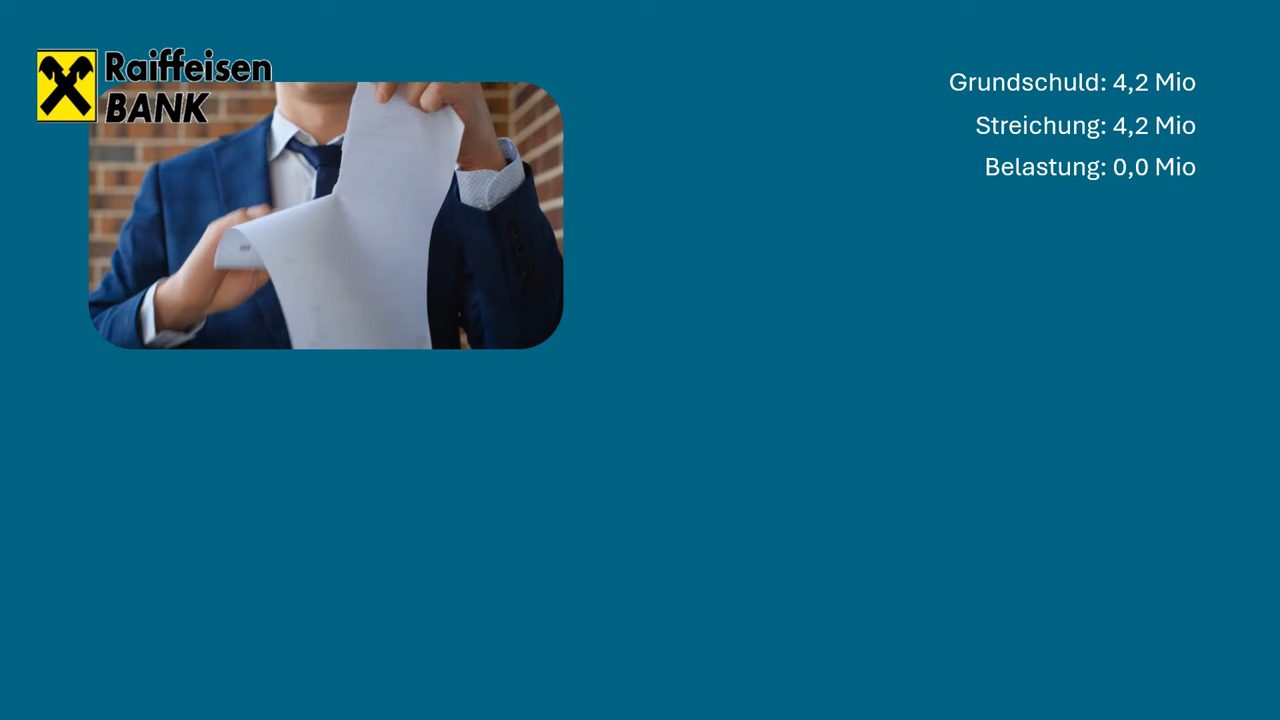 Raiffeisen
BANK
Grundschuld: 4,2 Mio
Streichung: 4,2 Mio
Belastung: 0,0 Mio